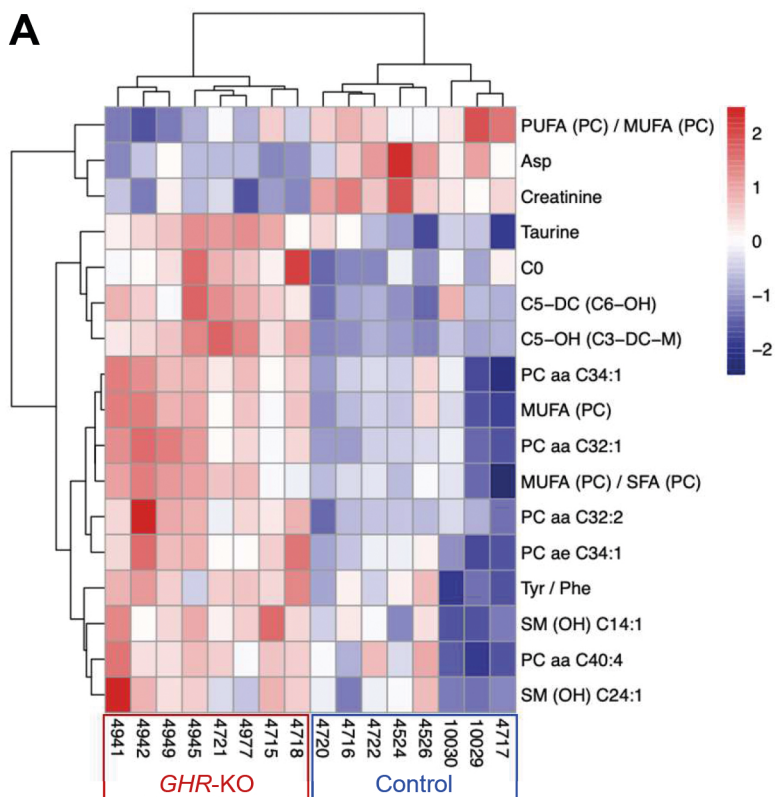 A
PUFA (PC) / MUFA (PC)
Asp
Creatinine
Taurine
C0
C5−DC (C6−OH)
C5−OH (C3−DC−M)
PC aa C34:1
MUFA (PC)
PC aa C32:1
MUFA (PC) / SFA (PC)
PC aa C32:2
PC ae C34:1
Tyr / Phe
SM (OH) C14:1
PC aa C40:4
SM (OH) C24:1
2
1
0
−1
−2
4941 4942 4949 4945 4721 4977 4715 4718 4720 4716 4722 4524 4526 10030 10029 4717
GHR-KO Control